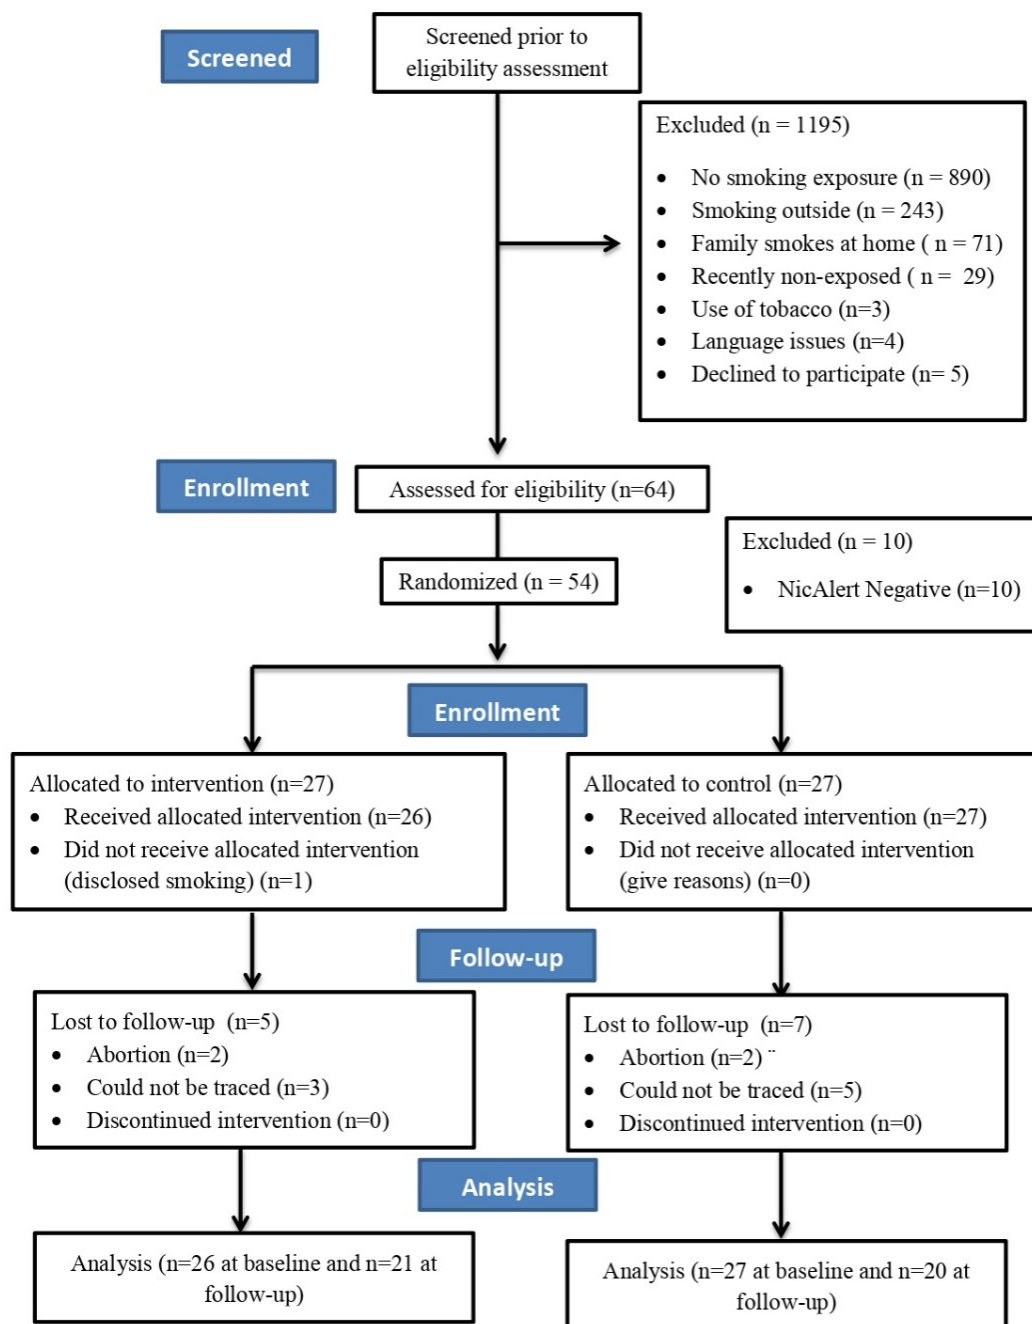 Screened
Screened prior to
eligibility assessment
Excluded (n = 1195)
• No smoking exposure (n = 890)
• Smoking outside (n = 243)
• Family smokes at home ( n = 71)
• Recently non-exposed ( n = 29)
• Use of tobacco (n=3)
• Language issues (n=4)
• Declined to participate (n= 5)
Enrollment
Assessed for eligibility (n=64)
Excluded (n = 10)
• NicAlert Negative (n=10)
Randomized (n = 54)
Enrollment
Allocated to intervention (n=27)
• Received allocated intervention (n=26)
• Did not receive allocated intervention
(disclosed smoking) (n=1)
Allocated to control (n=27)
• Received allocated intervention (n=27)
• Did not receive allocated intervention
(give reasons) (n=0)
Follow-up
Lost to follow-up (n=5)
• Abortion (n=2)
• Could not be traced (n=3)
• Discontinued intervention (n=0)
Lost to follow-up (n=7)
• Abortion (n=2) ¨
• Could not be traced (n=5)
• Discontinued intervention (n=0)
Analysis
Analysis (n=26 at baseline and n=21 at
follow-up)
Analysis (n=27 at baseline and n=20 at
follow-up)